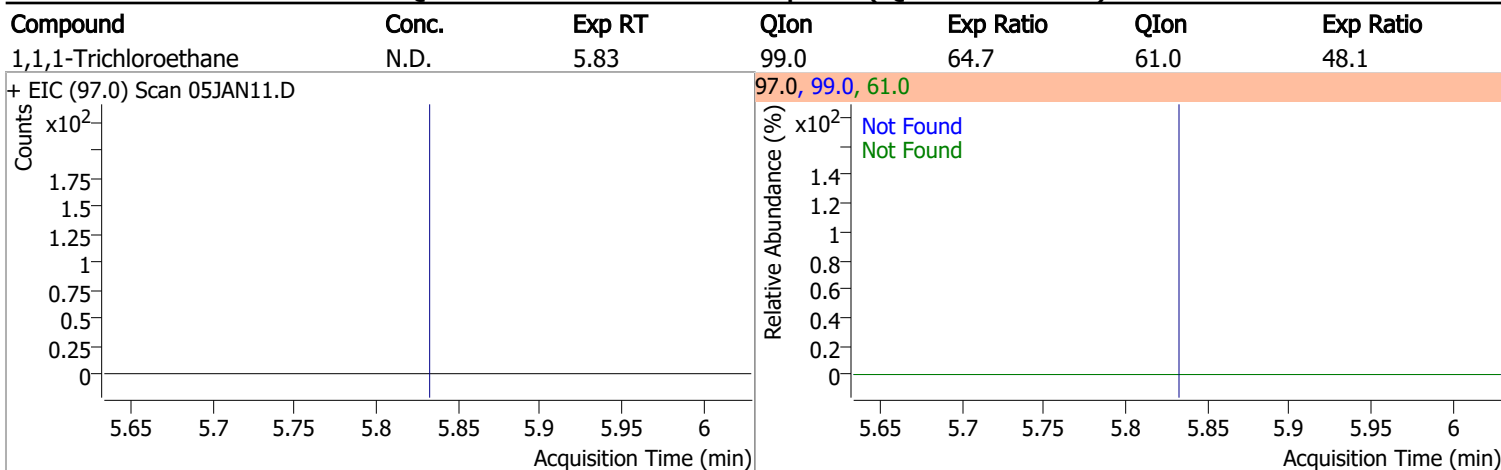 Compound Conc. Exp RT QIon Exp Ratio QIon Exp Ratio
1,1,1-Trichloroethane N.D. 5.83 99.0 64.7 61.0 48.1
+ EIC (97.0) Scan 05JAN11.D
Counts
x10²
1.75
1.5
1.25
1
0.75
0.5
0.25
0
5.65 5.7 5.75 5.8 5.85 5.9 5.95 6
Acquisition Time (min)
97.0, 99.0, 61.0
Relative Abundance (%)
x10²
Not Found
Not Found
1.4
1.2
1
0.8
0.6
0.4
0.2
0
5.65 5.7 5.75 5.8 5.85 5.9 5.95 6
Acquisition Time (min)